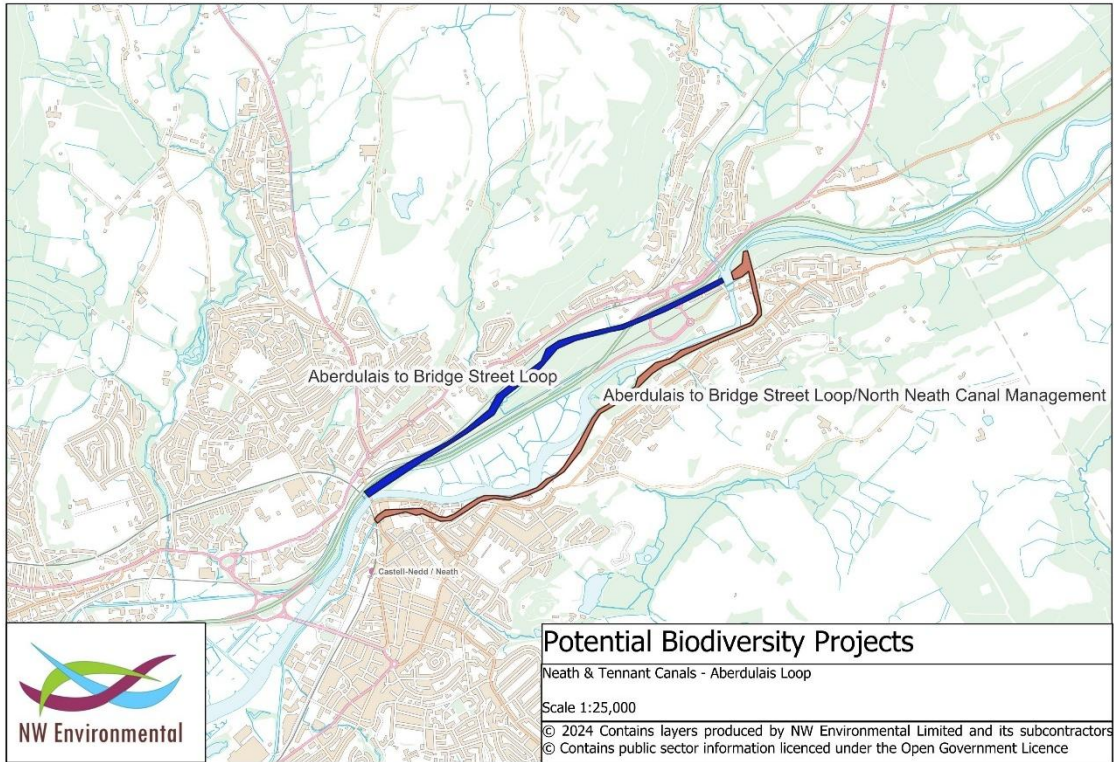 Aberdulais to Bridge Street Loop
Aberdulais to Bridge Street Loop/North Neath Canal Management
Castell-Nedd / Neath
NW Environmental
Potential Biodiversity Projects
Neath & Tennant Canals - Aberdulais Loop
Scale 1:25,000
© 2024 Contains layers produced by NW Environmental Limited and its subcontractors
© Contains public sector information licenced under the Open Government Licence